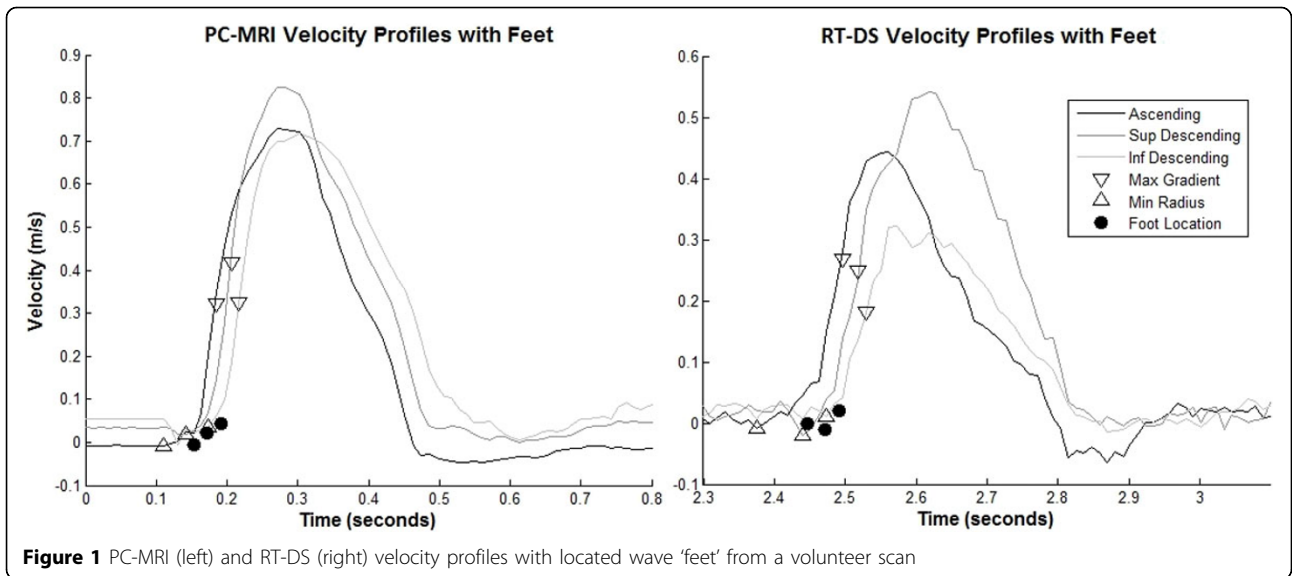 PC-MRI Velocity Profiles with Feet
0.9
0.8
0.7
0.6
0.5
0.4
0.3
0.2
0.1
0
-0.1
Velocity (m/s)
0 0.1 0.2 0.3 0.4 0.5 0.6 0.7 0.8
Time (seconds)
RT-DS Velocity Profiles with Feet
0.6
0.5
0.4
0.3
0.2
0.1
0
-0.1
2.3 2.4 2.5 2.6 2.7 2.8 2.9 3
Time (seconds)
Ascending
Sup Descending
Inf Descending
Max Gradient
Min Radius
Foot Location
Figure 1 PC-MRI (left) and RT-DS (right) velocity profiles with located wave ‘feet’ from a volunteer scan